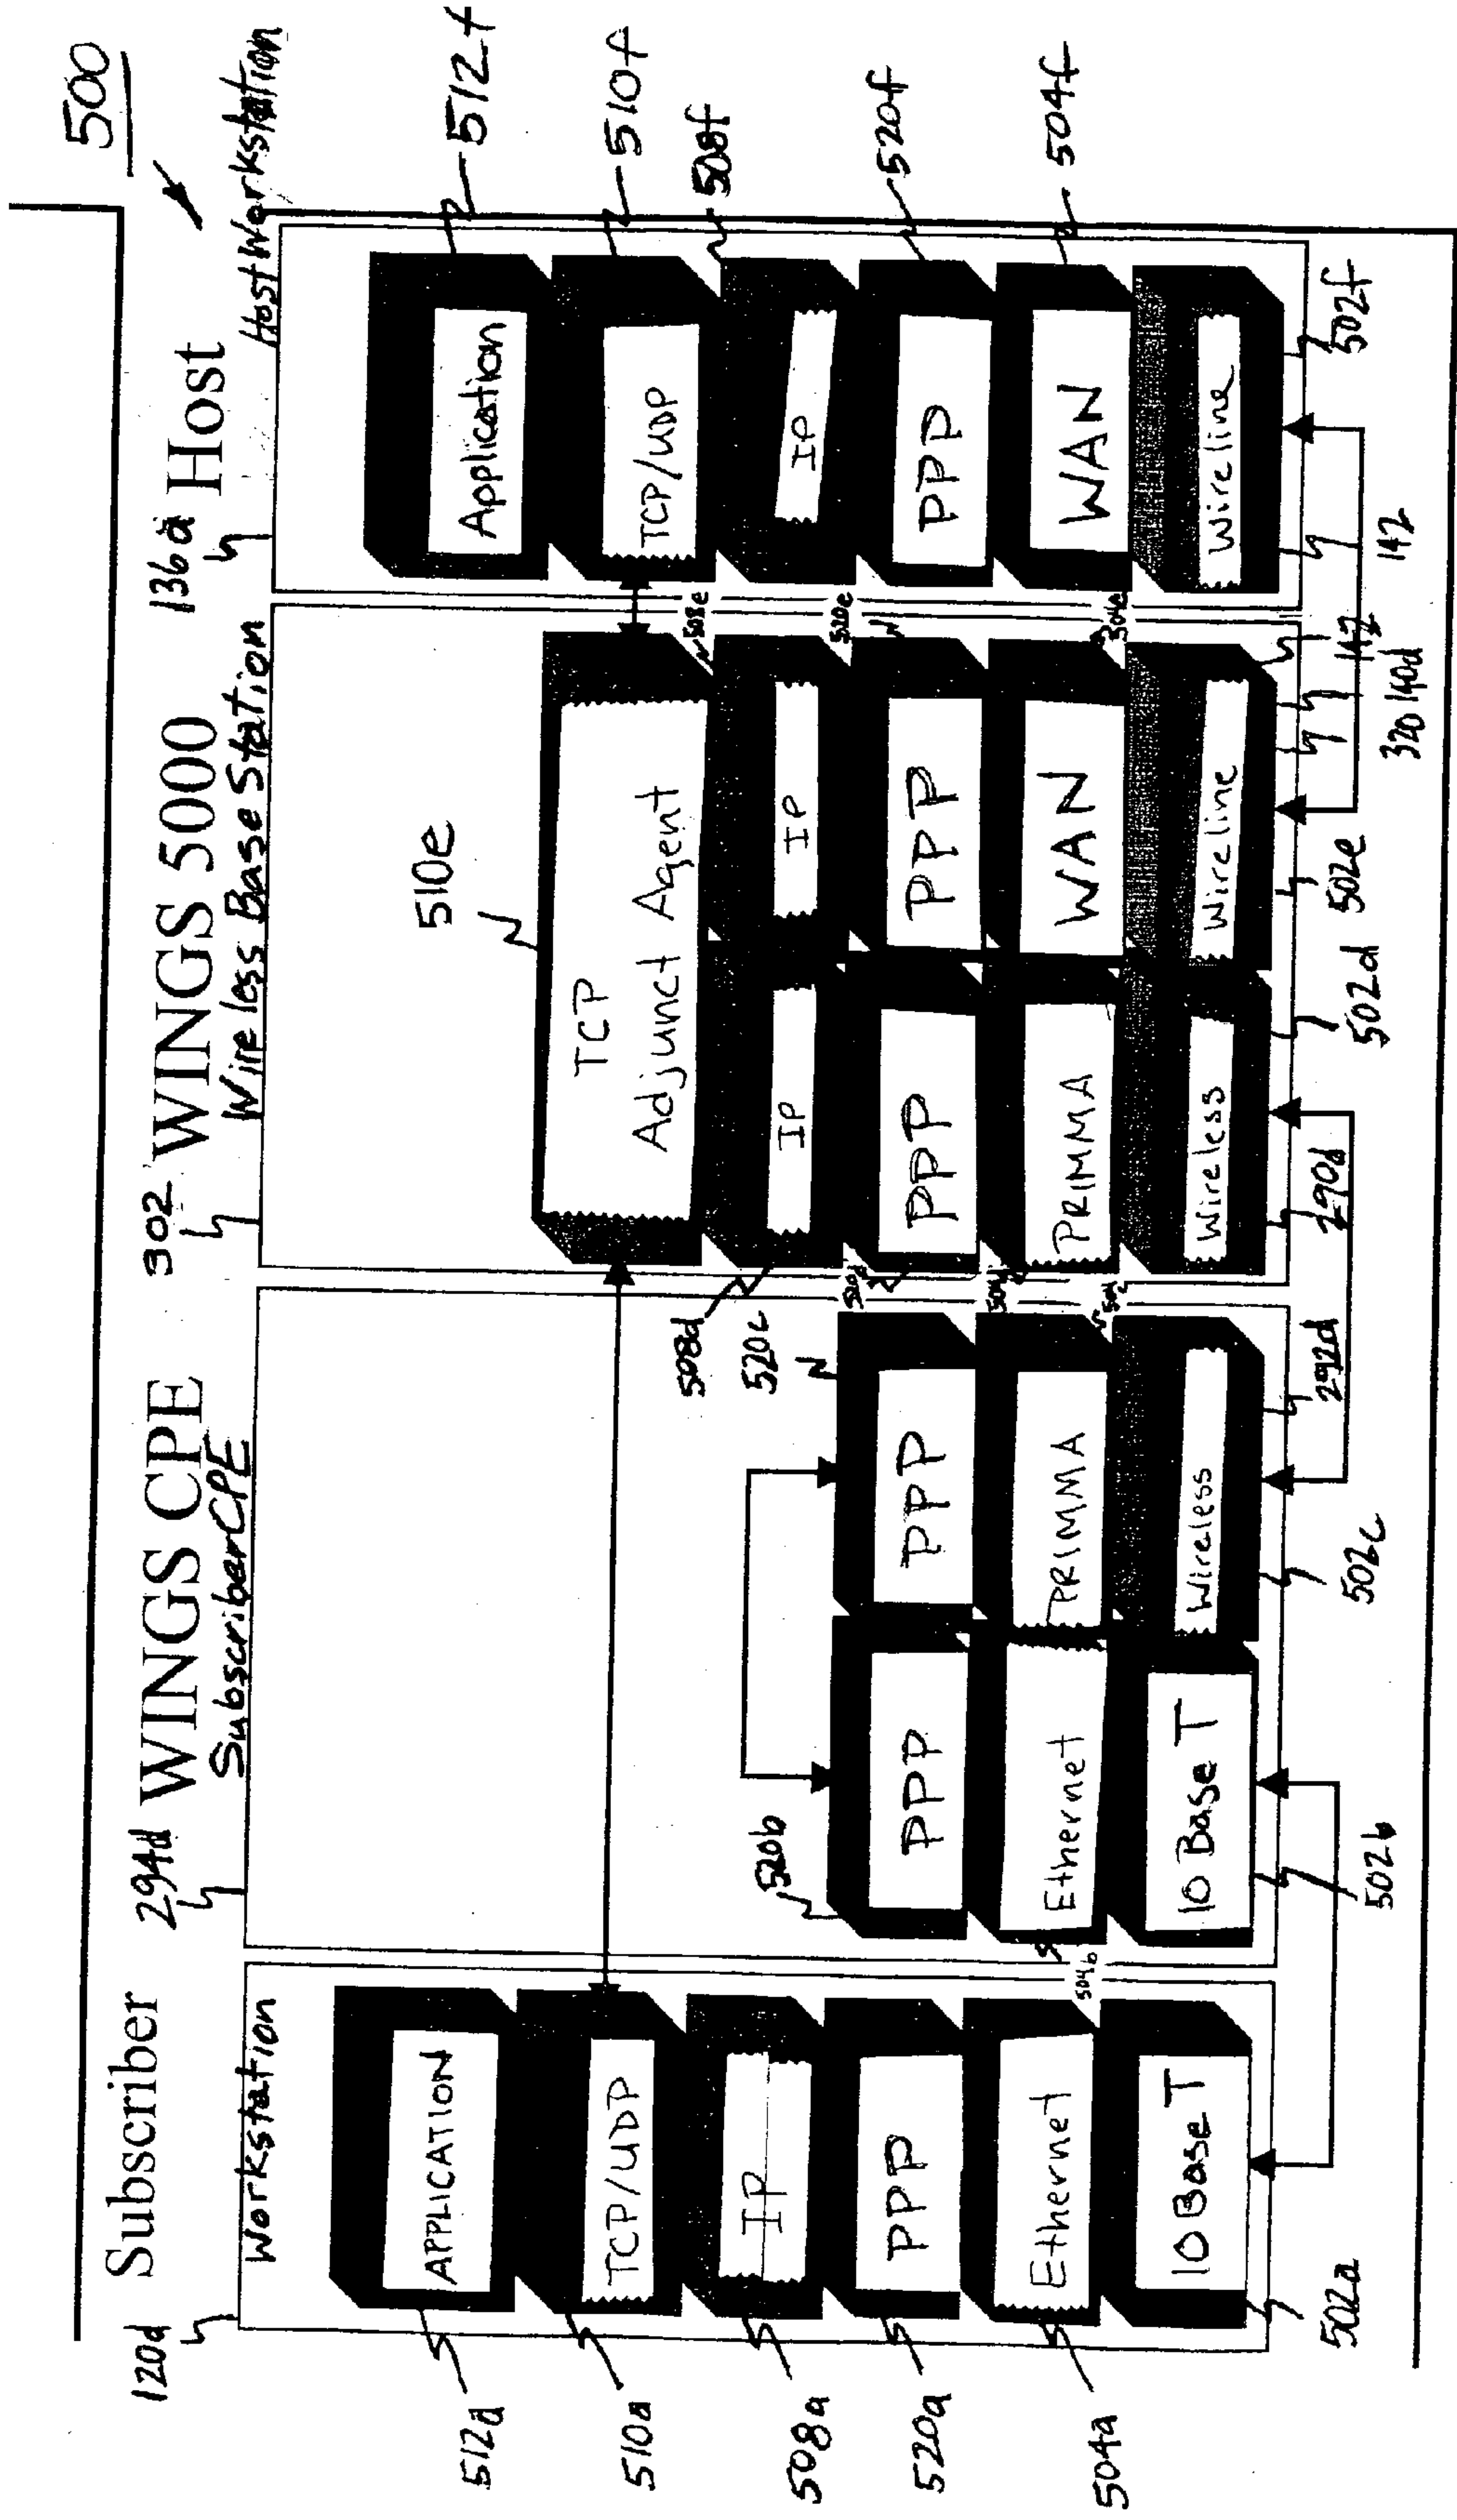 500
120d Subscriber
294d WINGS CPE
302 WINGS 5000
136a Host
Workstation
Subscriber CPE
Wireless Base Station
Host Workstation
512a
APPLICATION
510a
TCP/UDP
508a
IP
520a
PPP
504a
Ethernet
10 Base T
502a
520b
PPP
504b
Ethernet
10 Base T
502b
520c
PPP
PRIMMA
Wireless
502c
292d
510e
TCP
Adjunct Agent
508d
IP
PPP
PRIMMA
Wireless
290d
502d
508e
IP
520e
PPP
504e
WAN
Wireline
502e
320
140d
142
512f
Application
510f
TCP/UDP
508f
IP
520f
PPP
504f
WAN
Wireline
502f
142